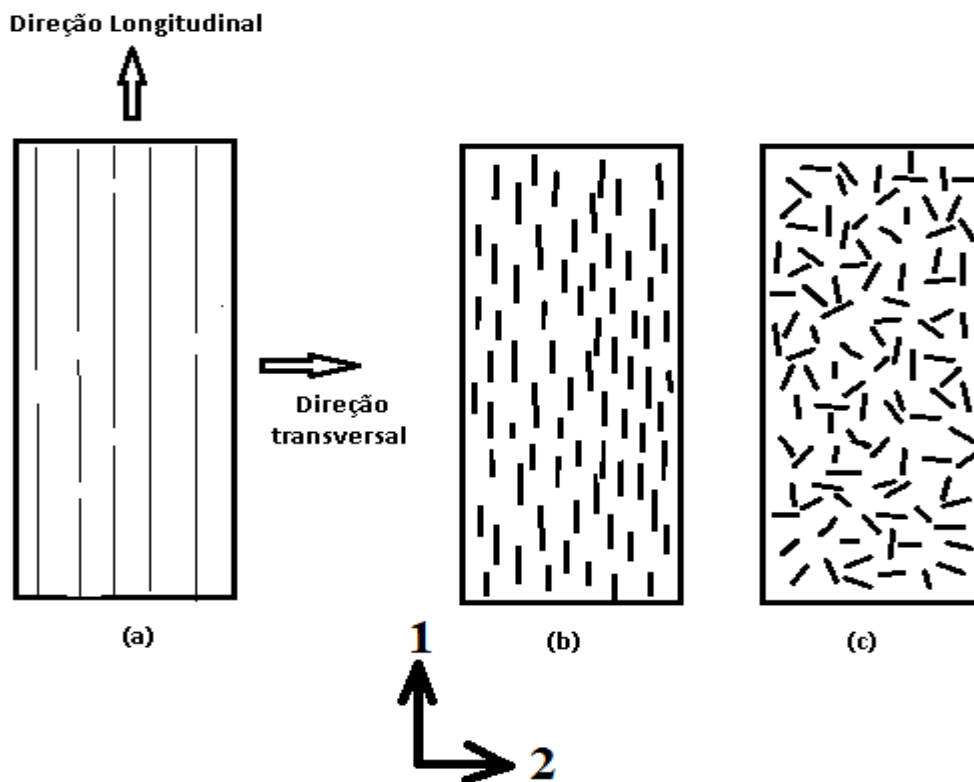 Direção Longitudinal
Direção
transversal
(a)
(b)
(c)
1
2